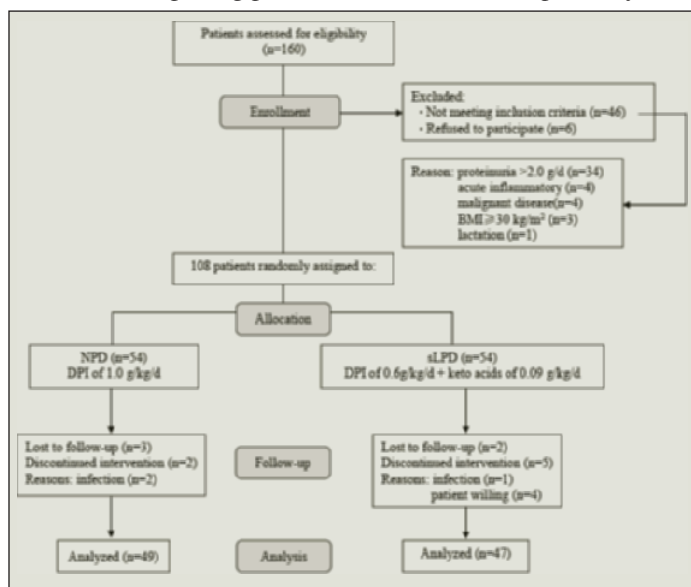 Patients assessed for eligibility
(n=160)
Enrollment
Excluded:
· Not meeting inclusion criteria (n=46)
· Refused to participate (n=6)
Reason: proteinuria >2.0 g/d (n=34)
acute inflammatory (n=4)
malignant disease(n=4)
BMI≥30 kg/m² (n=3)
lactation (n=1)
108 patients randomly assigned to:
Allocation
NPD (n=54)
DPI of 1.0 g/kg/d
sLPD (n=54)
DPI of 0.6g/kg/d + keto acids of 0.09 g/kg/d
Lost to follow-up (n=3)
Discontinued intervention (n=2)
Reasons: infection (n=2)
Follow-up
Lost to follow-up (n=2)
Discontinued intervention (n=5)
Reasons: infection (n=1)
patient willing (n=4)
Analyzed (n=49)
Analysis
Analyzed (n=47)